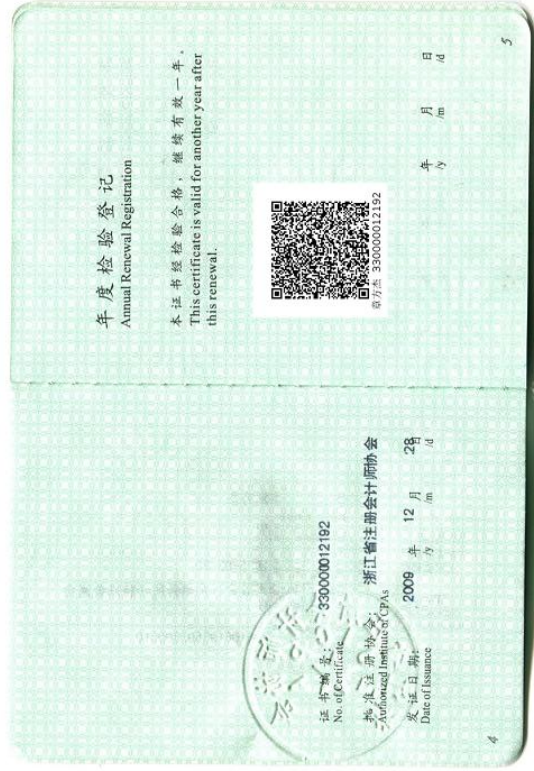 证书编号： 330000012192
No. of Certificate
批准注册协会： 浙江省注册会计师协会
Authorized Institute of CPAs
发证日期： 2009 年 12 月 28 日
Date of Issuance /y /m /d
4
年度检验登记
Annual Renewal Registration
本证书经检验合格，继续有效一年。
This certificate is valid for another year after
this renewal.
章方杰 330000012192
年 月 日
/y /m /d
5